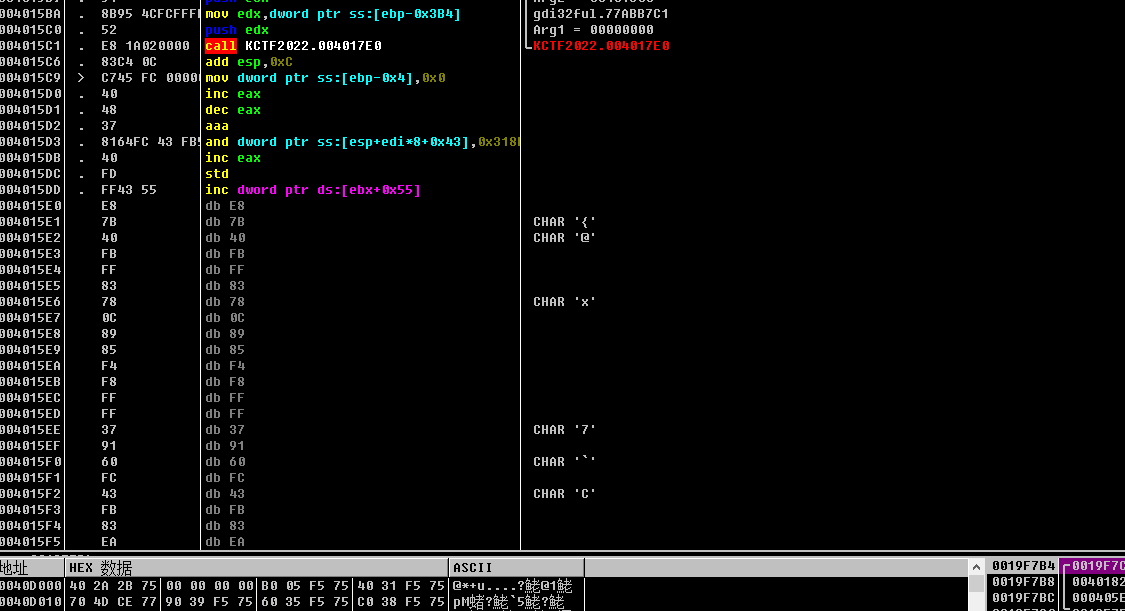 004015BA . 8B95 4CFCFFFF mov edx,dword ptr ss:[ebp-0x3B4] gdi32ful.77ABB7C1
004015C0 . 52 push edx Arg1 = 00000000
004015C1 . E8 1A020000 call KCTF2022.004017E0 KCTF2022.004017E0
004015C6 . 83C4 0C add esp,0xC
004015C9 > C745 FC 0000 mov dword ptr ss:[ebp-0x4],0x0
004015D0 . 40 inc eax
004015D1 . 48 dec eax
004015D2 . 37 aaa
004015D3 . 8164FC 43 FB and dword ptr ss:[esp+edi*8+0x43],0x318
004015DB . 40 inc eax
004015DC . FD std
004015DD . FF43 55 inc dword ptr ds:[ebx+0x55]
004015E0 E8 db E8
004015E1 7B db 7B CHAR '{'
004015E2 40 db 40 CHAR '@'
004015E3 FB db FB
004015E4 FF db FF
004015E5 83 db 83
004015E6 78 db 78 CHAR 'x'
004015E7 0C db 0C
004015E8 89 db 89
004015E9 85 db 85
004015EA F4 db F4
004015EB F8 db F8
004015EC FF db FF
004015ED FF db FF
004015EE 37 db 37 CHAR '7'
004015EF 91 db 91
004015F0 60 db 60 CHAR '`'
004015F1 FC db FC
004015F2 43 db 43 CHAR 'C'
004015F3 FB db FB
004015F4 83 db 83
004015F5 EA db EA
地址 HEX 数据 ASCII 0019F7B4 0019F7C
0040D000 40 2A 2B 75 00 00 00 00 B0 05 F5 75 40 31 F5 75 @*+u....?鮱@1鮱 0019F7B8 0040182
0040D010 70 4D CE 77 90 39 F5 75 60 35 F5 75 C0 38 F5 75 0019F7BC 000405E